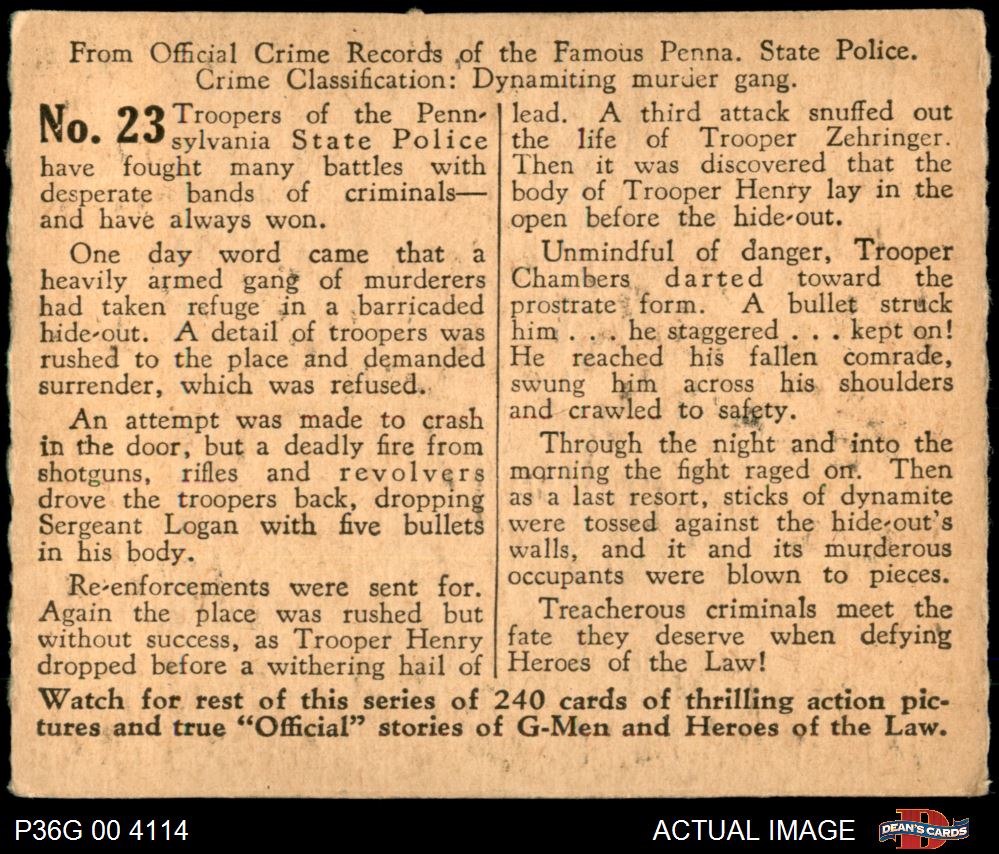 From Official Crime Records of the Famous Penna. State Police.
Crime Classification: Dynamiting murder gang.
No. 23 Troopers of the Penn-
sylvania State Police
have fought many battles with
desperate bands of criminals—
and have always won.
One day word came that a
heavily armed gang of murderers
had taken refuge in a barricaded
hide-out. A detail of troopers was
rushed to the place and demanded
surrender, which was refused.
An attempt was made to crash
in the door, but a deadly fire from
shotguns, rifles and revolvers
drove the troopers back, dropping
Sergeant Logan with five bullets
in his body.
Re-enforcements were sent for.
Again the place was rushed but
without success, as Trooper Henry
dropped before a withering hail of
lead. A third attack snuffed out
the life of Trooper Zehringer.
Then it was discovered that the
body of Trooper Henry lay in the
open before the hide-out.
Unmindful of danger, Trooper
Chambers darted toward the
prostrate form. A bullet struck
him . . . he staggered . . . kept on!
He reached his fallen comrade,
swung him across his shoulders
and crawled to safety.
Through the night and into the
morning the fight raged on. Then
as a last resort, sticks of dynamite
were tossed against the hide-out's
walls, and it and its murderous
occupants were blown to pieces.
Treacherous criminals meet the
fate they deserve when defying
Heroes of the Law!
Watch for rest of this series of 240 cards of thrilling action pic-
tures and true "Official" stories of G-Men and Heroes of the Law.
P36G 00 4114
ACTUAL IMAGE
DEAN'S CARDS